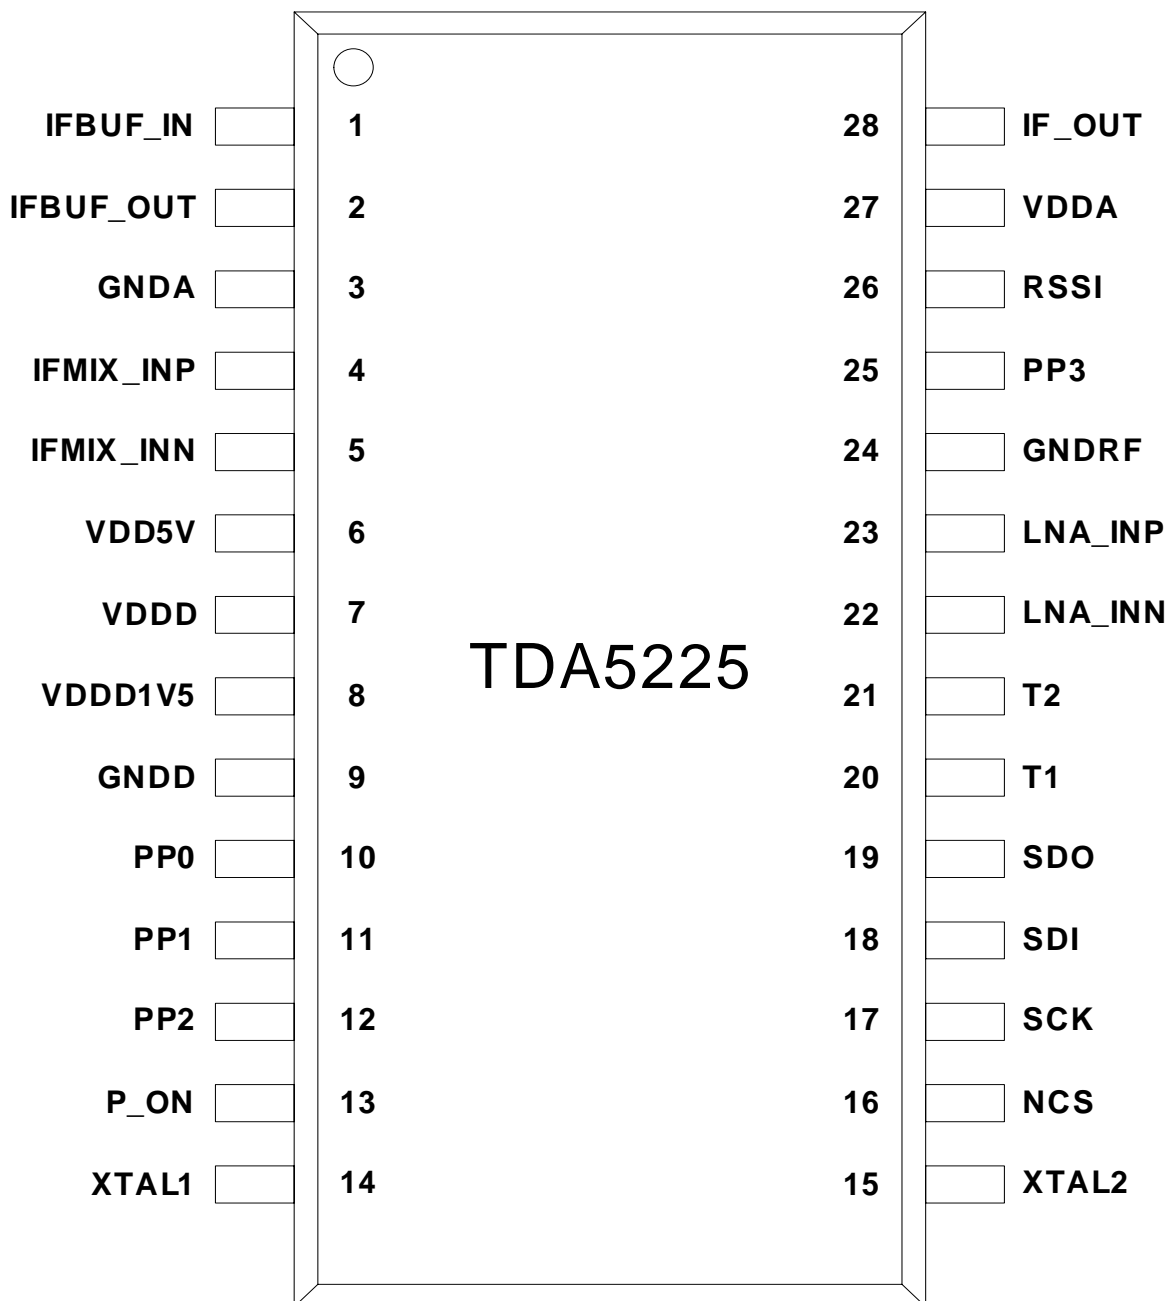 IFBUF_IN 1 28 IF_OUT
IFBUF_OUT 2 27 VDDA
GNDA 3 26 RSSI
IFMIX_INP 4 25 PP3
IFMIX_INN 5 24 GNDRF
VDD5V 6 23 LNA_INP
VDDD 7 22 LNA_INN
TDA5225
VDDD1V5 8 21 T2
GNDD 9 20 T1
PP0 10 19 SDO
PP1 11 18 SDI
PP2 12 17 SCK
P_ON 13 16 NCS
XTAL1 14 15 XTAL2